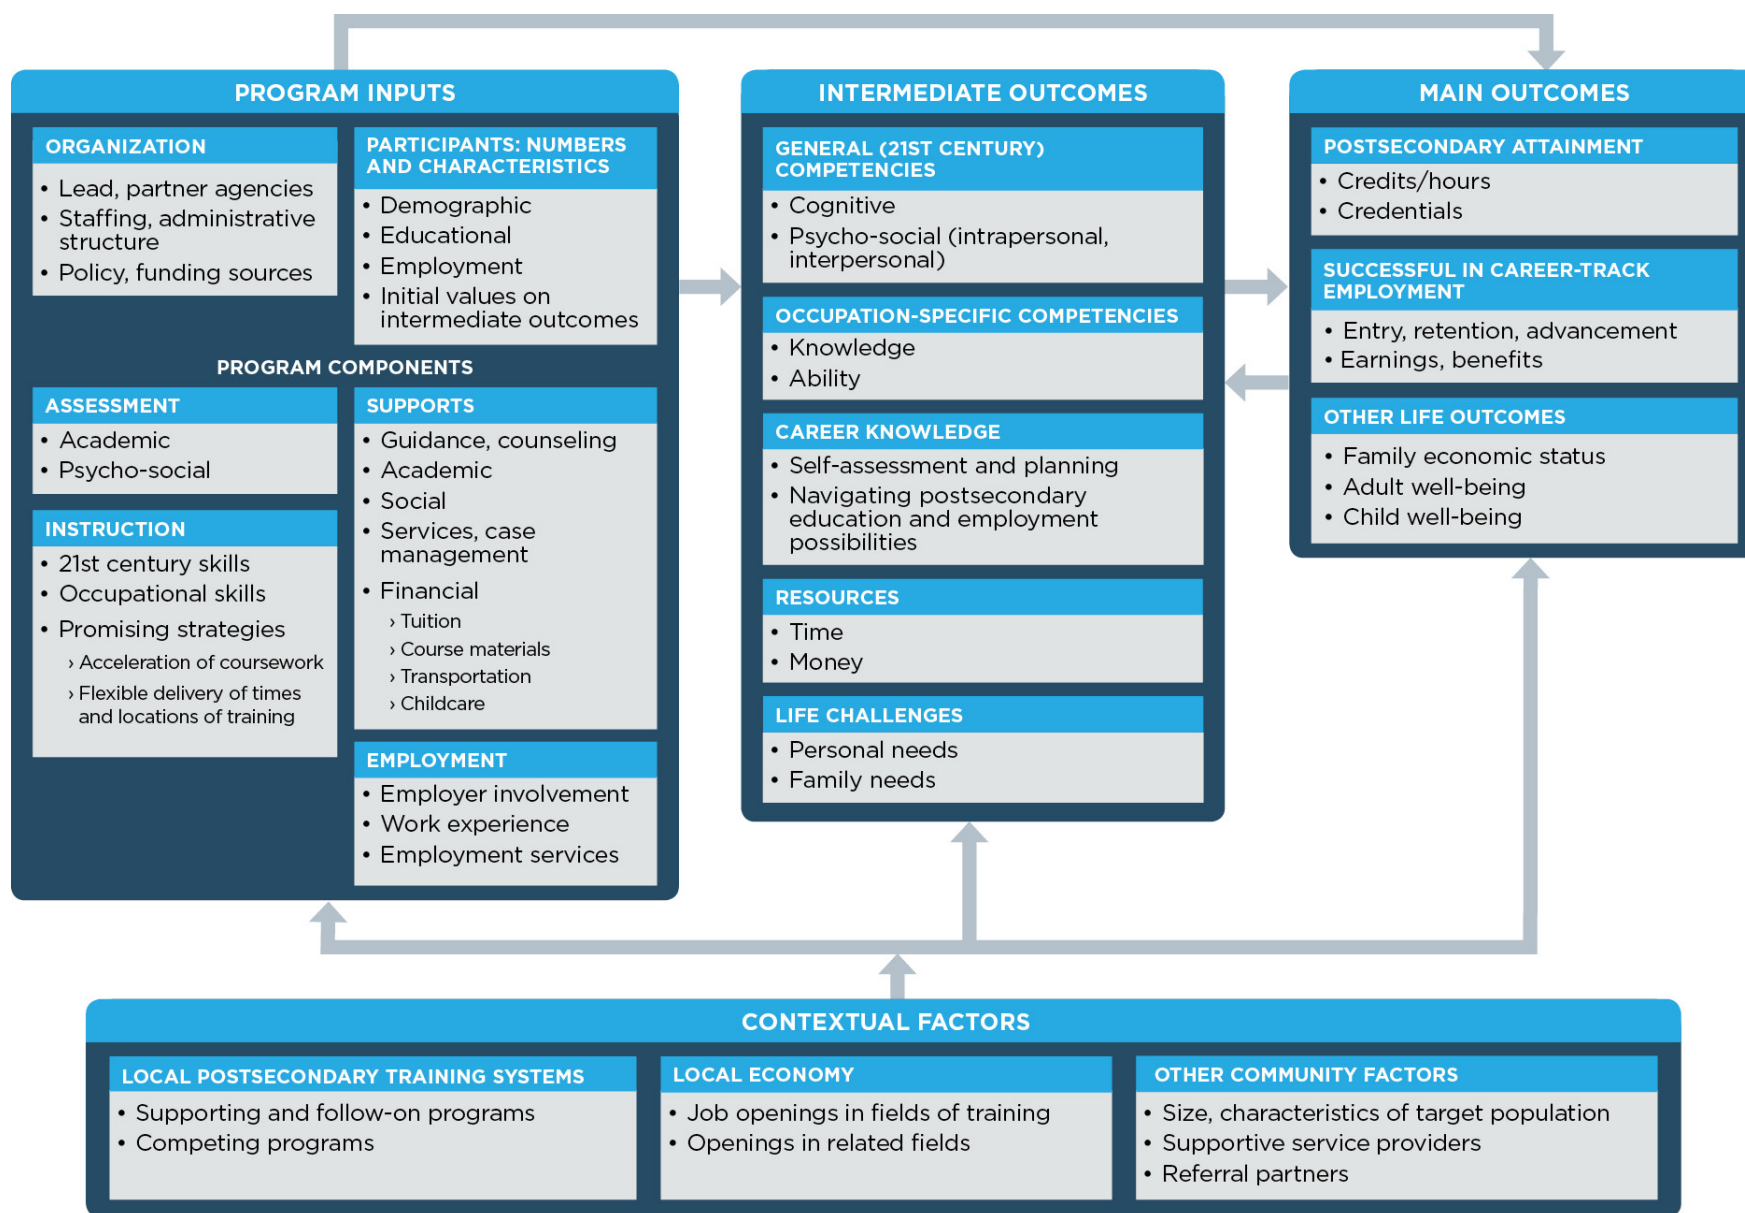 PROGRAM INPUTS
ORGANIZATION
• Lead, partner agencies
• Staffing, administrative
structure
• Policy, funding sources
PARTICIPANTS: NUMBERS
AND CHARACTERISTICS
• Demographic
• Educational
• Employment
• Initial values on
intermediate outcomes
PROGRAM COMPONENTS
ASSESSMENT
• Academic
• Psycho-social
INSTRUCTION
• 21st century skills
• Occupational skills
• Promising strategies
› Acceleration of coursework
› Flexible delivery of times
and locations of training
SUPPORTS
• Guidance, counseling
• Academic
• Social
• Services, case
management
• Financial
› Tuition
› Course materials
› Transportation
› Childcare
EMPLOYMENT
• Employer involvement
• Work experience
• Employment services
INTERMEDIATE OUTCOMES
GENERAL (21ST CENTURY)
COMPETENCIES
• Cognitive
• Psycho-social (intrapersonal,
interpersonal)
OCCUPATION-SPECIFIC COMPETENCIES
• Knowledge
• Ability
CAREER KNOWLEDGE
• Self-assessment and planning
• Navigating postsecondary
education and employment
possibilities
RESOURCES
• Time
• Money
LIFE CHALLENGES
• Personal needs
• Family needs
MAIN OUTCOMES
POSTSECONDARY ATTAINMENT
• Credits/hours
• Credentials
SUCCESSFUL IN CAREER-TRACK
EMPLOYMENT
• Entry, retention, advancement
• Earnings, benefits
OTHER LIFE OUTCOMES
• Family economic status
• Adult well-being
• Child well-being
CONTEXTUAL FACTORS
LOCAL POSTSECONDARY TRAINING SYSTEMS
• Supporting and follow-on programs
• Competing programs
LOCAL ECONOMY
• Job openings in fields of training
• Openings in related fields
OTHER COMMUNITY FACTORS
• Size, characteristics of target population
• Supportive service providers
• Referral partners